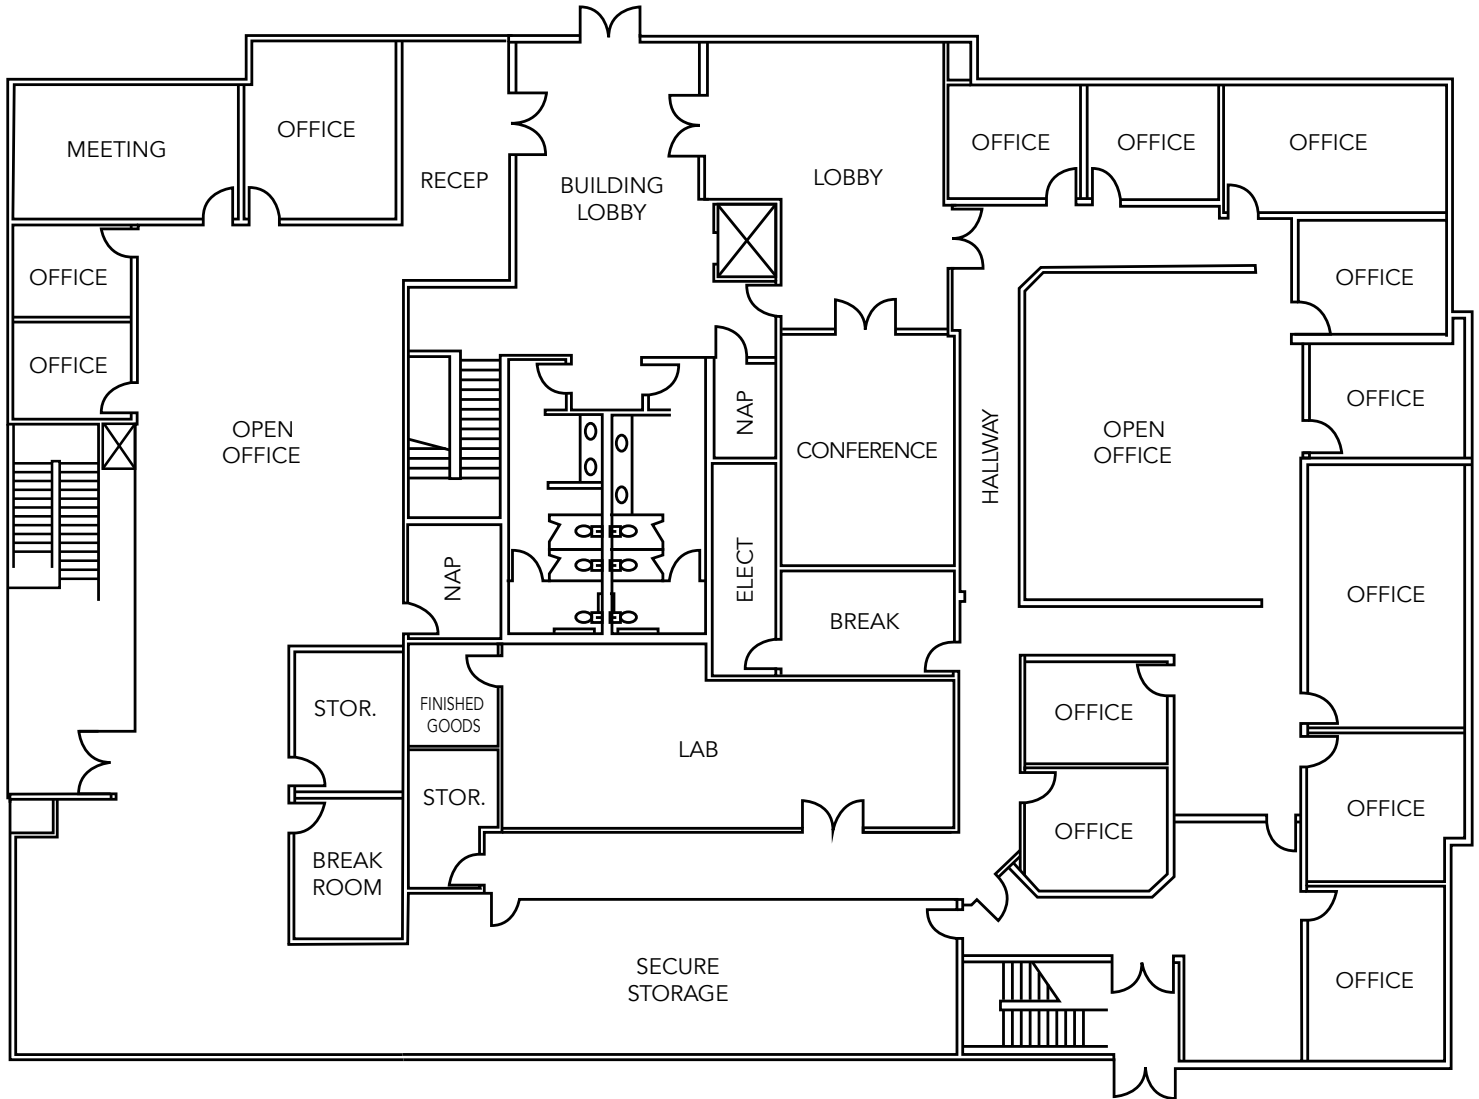 MEETING
OFFICE
RECEP
BUILDING
LOBBY
LOBBY
OFFICE
OFFICE
OFFICE
OFFICE
OFFICE
OFFICE
OFFICE
OPEN
OFFICE
NAP
CONFERENCE
HALLWAY
OPEN
OFFICE
NAP
ELECT
BREAK
OFFICE
STOR.
FINISHED
GOODS
LAB
OFFICE
STOR.
OFFICE
OFFICE
BREAK
ROOM
SECURE
STORAGE
OFFICE